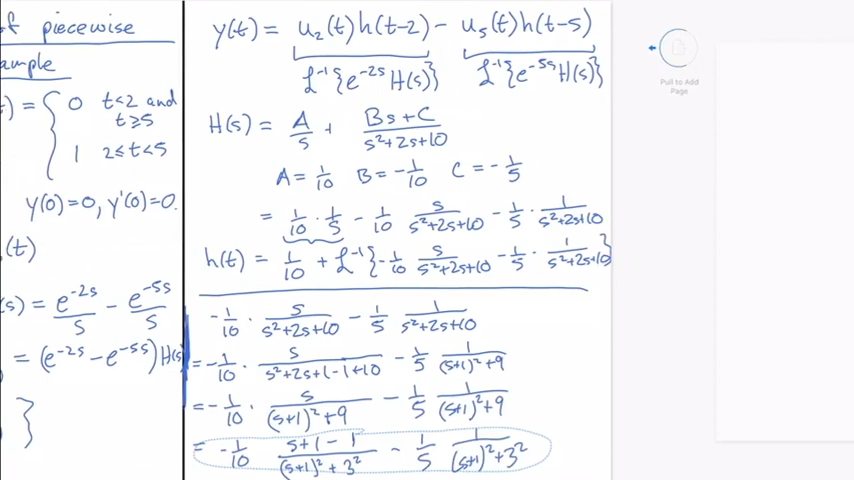 of piecewise
ample
t) = { 0 t<2 and t≥5
1 2≤t<5
y(0)=0, y'(0)=0.
(t)
(s) = e^{-2s}/s − e^{-5s}/s
= (e^{-2s}−e^{-5s})H(s)
}
y(t) = u₂(t)h(t−2) − u₅(t)h(t−5)
ℒ⁻¹{e^{-2s}H(s)} ℒ⁻¹{e^{-5s}H(s)}
H(s) = A/s + (Bs+C)/(s²+2s+10)
A = 1/10 B = −1/10 C = −1/5
= 1/10 · 1/s − 1/10 s/(s²+2s+10) − 1/5 · 1/(s²+2s+10)
h(t) = 1/10 + ℒ⁻¹{−1/10 s/(s²+2s+10) − 1/5 · 1/(s²+2s+10)}
−1/10 · s/(s²+2s+10) − 1/5 1/(s²+2s+10)
= −1/10 · s/(s²+2s+1−1+10) − 1/5 1/((s+1)²+9)
= −1/10 · s/((s+1)²+9) − 1/5 1/((s+1)²+9)
= −1/10 (s+1−1)/((s+1)²+3²) − 1/5 1/((s+1)²+3²)
Pull to Add
Page